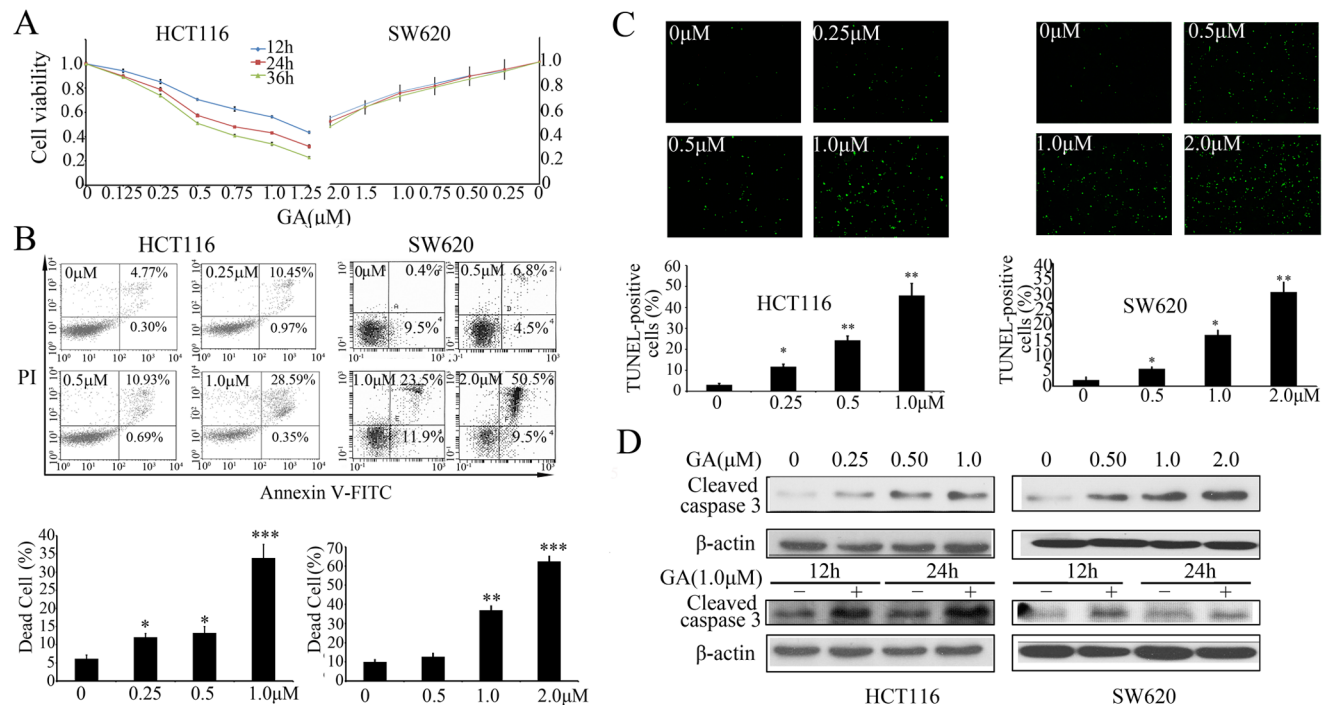 A
HCT116
SW620
12h
24h
36h
Cell viability
1.0
0.8
0.6
0.4
0.2
0
1.0
0.8
0.6
0.4
0.2
0
0 0.125 0.25 0.5 0.75 1.0 1.25
2.0 1.5 1.0 0.75 0.50 0.25 0
GA(μM)
B
HCT116
SW620
0μM 4.77%
0.30%
0.25μM 10.45%
0.97%
0μM 0.4%
9.5%
0.5μM 6.8%
4.5%
0.5μM 10.93%
0.69%
1.0μM 28.59%
0.35%
1.0μM 23.5%
11.9%
2.0μM 50.5%
9.5%
PI
Annexin V-FITC
Dead Cell (%)
40
35
30
25
20
15
10
5
0
* * ***
0 0.25 0.5 1.0μM
Dead Cell (%)
70
60
50
40
30
20
10
0
** ***
0 0.5 1.0 2.0μM
C
0μM 0.25μM
0.5μM 1.0μM
0μM 0.5μM
1.0μM 2.0μM
TUNEL-positive
cells (%)
60
50
40
30
20
10
0
HCT116
* ** **
0 0.25 0.5 1.0μM
TUNEL-positive
cells (%)
40
35
30
25
20
15
10
5
0
SW620
* * **
0 0.5 1.0 2.0μM
D
GA(μM) 0 0.25 0.50 1.0
0 0.50 1.0 2.0
Cleaved
caspase 3
β-actin
GA(1.0μM) 12h 24h
12h 24h
− + − +
− + − +
Cleaved
caspase 3
β-actin
HCT116
SW620